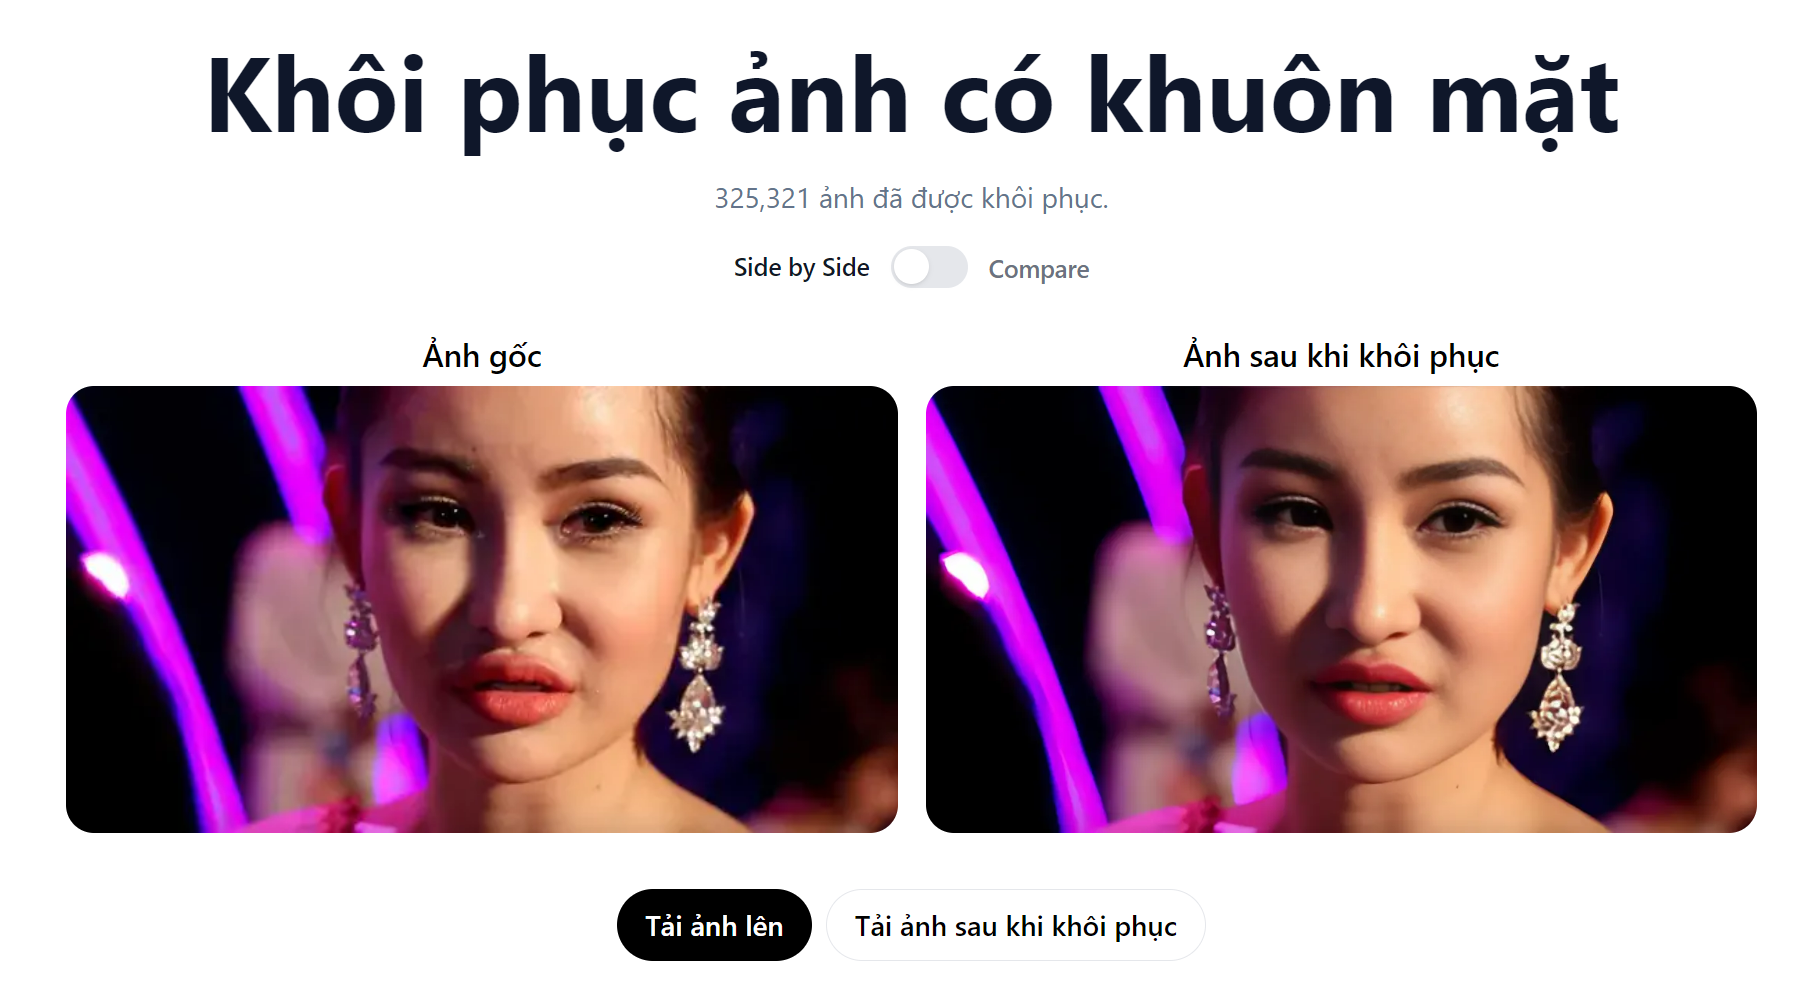 Khôi phục ảnh có khuôn mặt
325,321 ảnh đã được khôi phục.
Side by Side Compare
Ảnh gốc
Ảnh sau khi khôi phục
Tải ảnh lên
Tải ảnh sau khi khôi phục